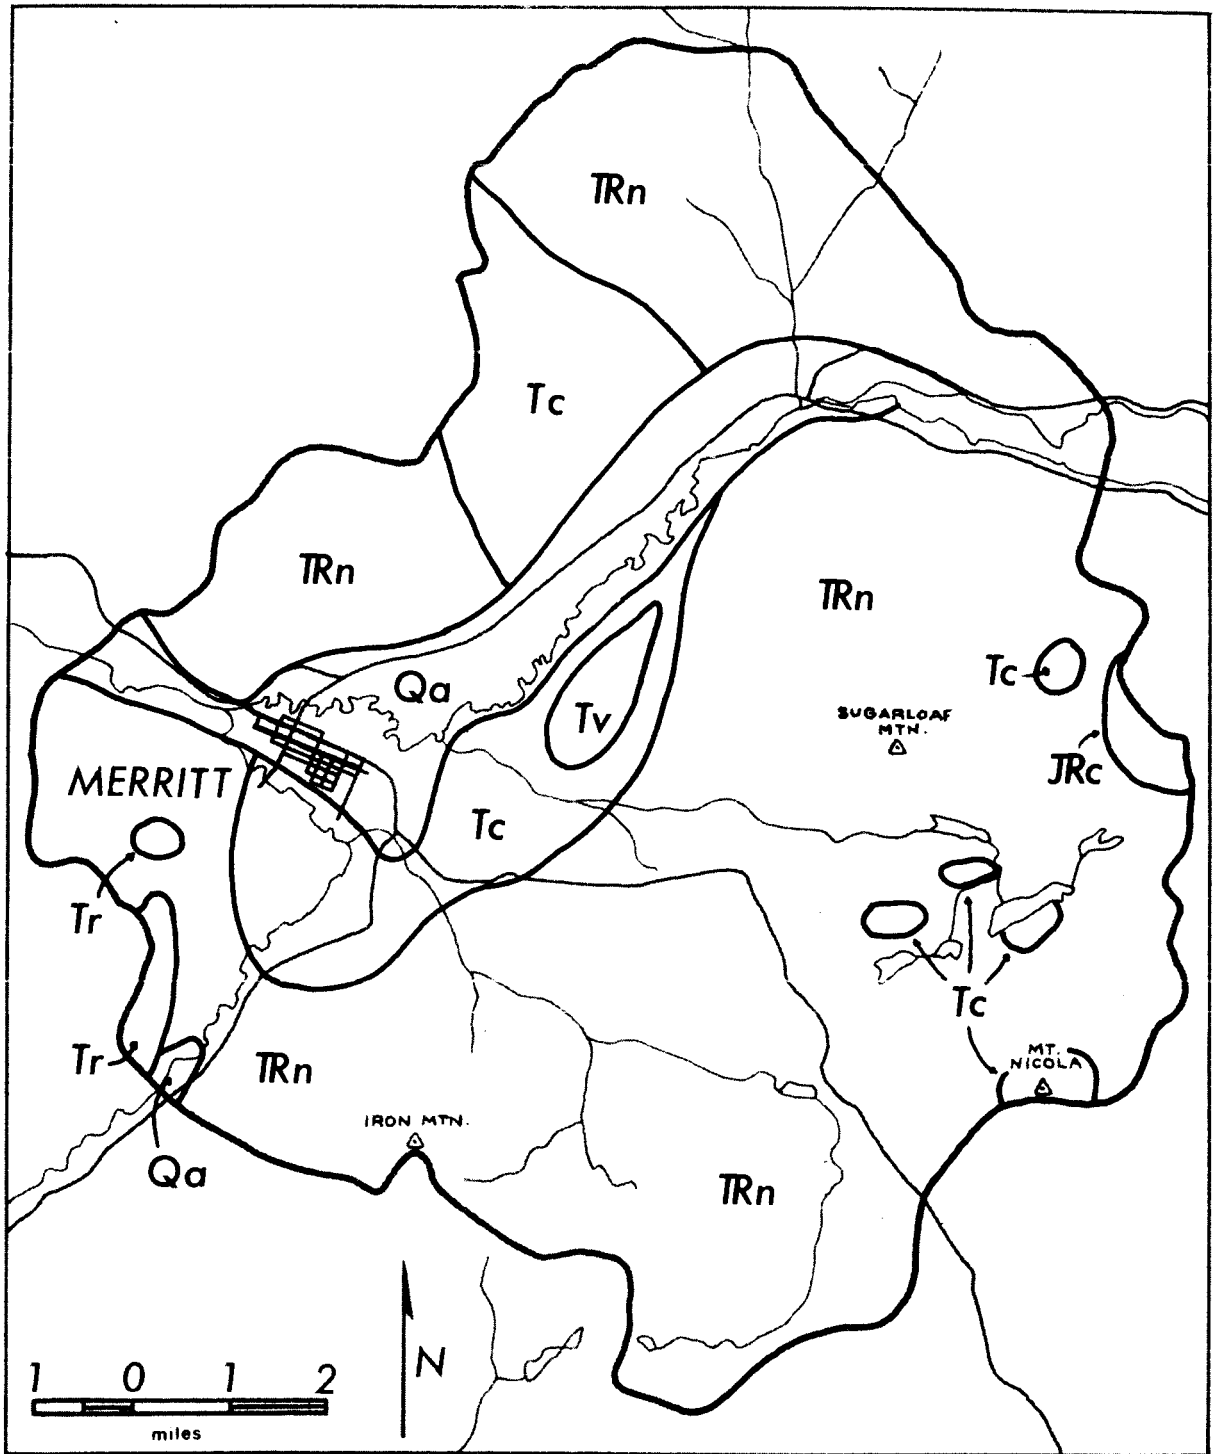 TRn
Tc
TRn
TRn
Tc
Qa
Tv
SUGARLOAF
MTN.
JRc
MERRITT
Tc
Tr
Tc
Tr
TRn
MT.
NICOLA
IRON MTN.
Qa
TRn
N
1 0 1 2
miles